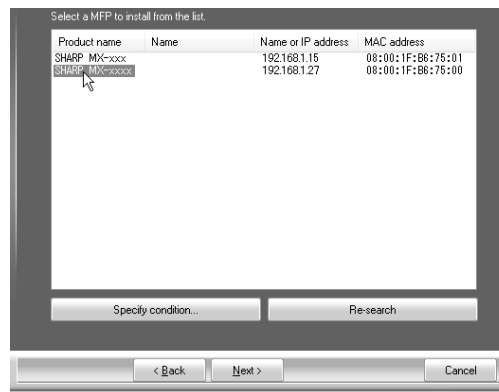 Select a MFP to install from the list.
Product name Name Name or IP address MAC address
SHARP MX-xxx 192.168.1.15 08:00:1F:B6:75:01
SHARP MX-xxxx 192.168.1.27 08:00:1F:B6:75:00
Specify condition... Re-search
< Back Next > Cancel